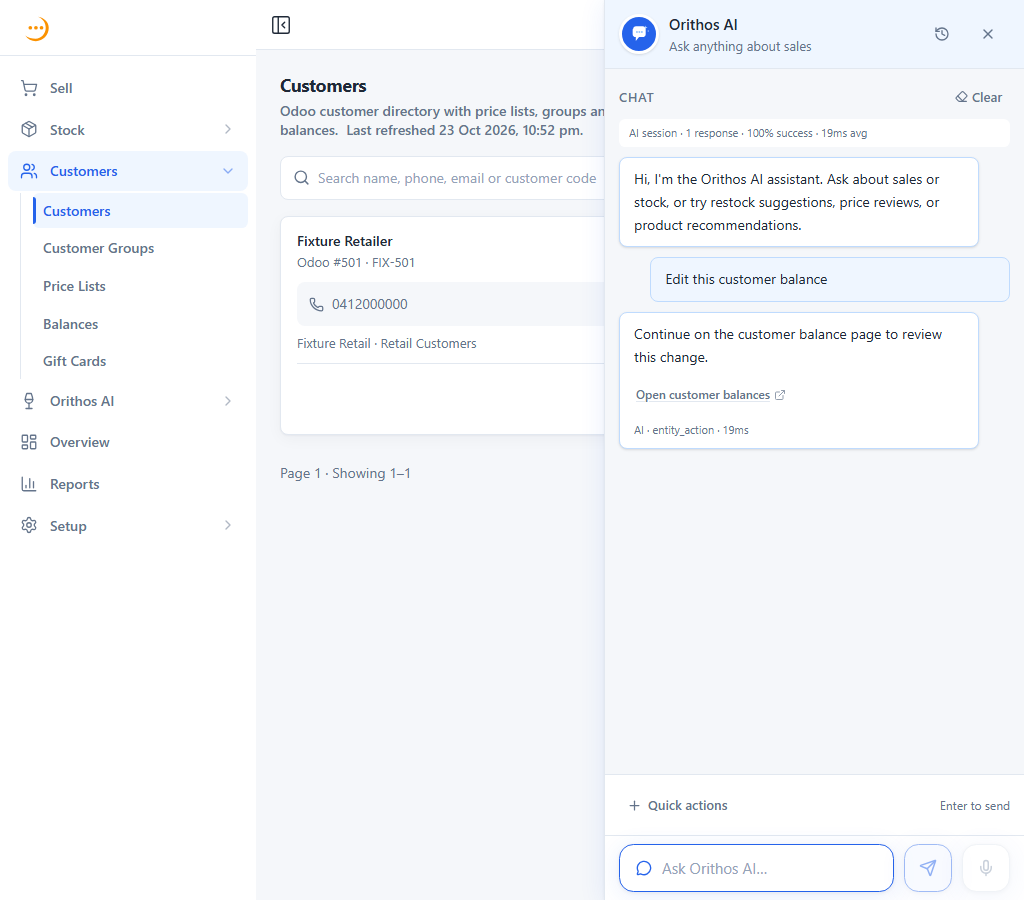 Sell
Stock
Customers
Customers
Customer Groups
Price Lists
Balances
Gift Cards
Orithos AI
Overview
Reports
Setup
Customers
Odoo customer directory with price lists, groups an
balances. Last refreshed 23 Oct 2026, 10:52 pm.
Search name, phone, email or customer code
Fixture Retailer
Odoo #501 · FIX-501
0412000000
Fixture Retail · Retail Customers
Page 1 · Showing 1–1
Orithos AI
Ask anything about sales
CHAT
Clear
AI session · 1 response · 100% success · 19ms avg
Hi, I'm the Orithos AI assistant. Ask about sales or
stock, or try restock suggestions, price reviews, or
product recommendations.
Edit this customer balance
Continue on the customer balance page to review
this change.
Open customer balances
AI · entity_action · 19ms
Quick actions
Enter to send
Ask Orithos AI...